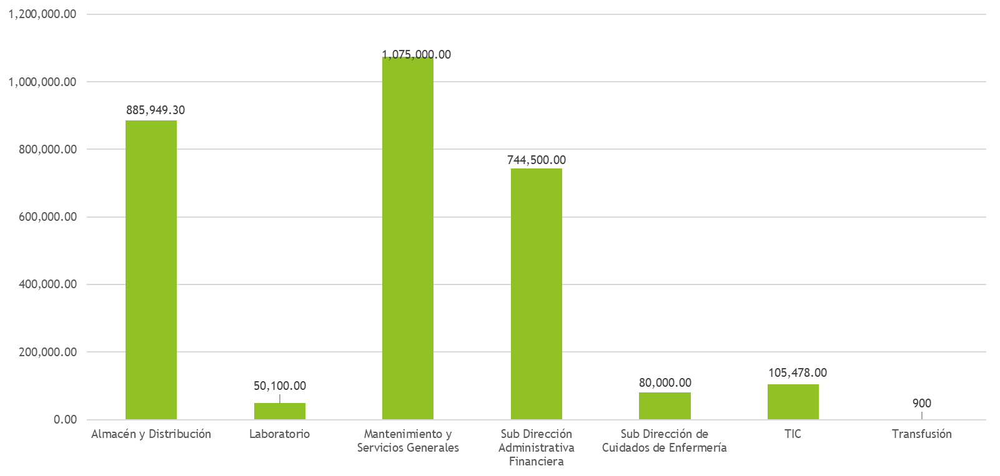 1,200,000.00
1,000,000.00
800,000.00
600,000.00
400,000.00
200,000.00
0.00
885,949.30
50,100.00
1,075,000.00
744,500.00
80,000.00
105,478.00
900
Almacén y Distribución
Laboratorio
Mantenimiento y
Servicios Generales
Sub Dirección
Administrativa
Financiera
Sub Dirección de
Cuidados de Enfermería
TIC
Transfusión